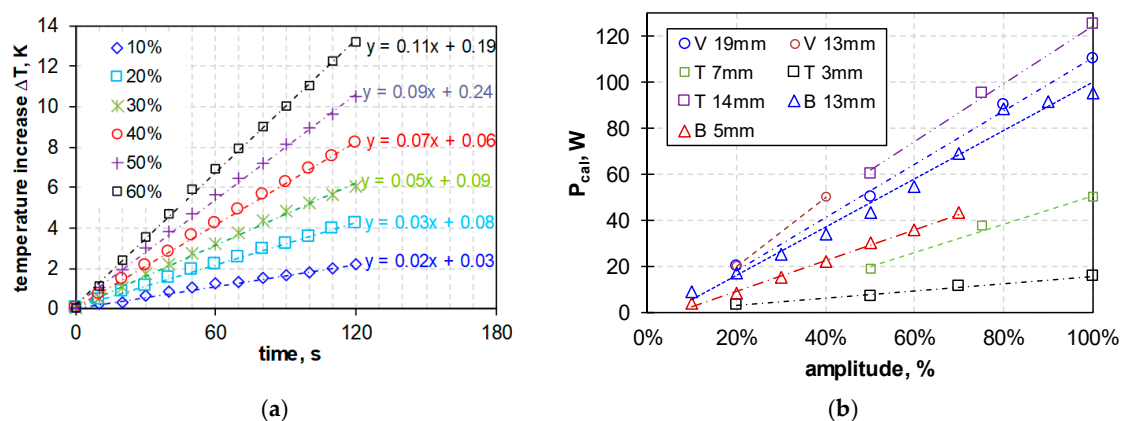 temperature increase ΔT, K
14
12
10
8
6
4
2
0
10%
20%
30%
40%
50%
60%
y = 0.11x + 0.19
y = 0.09x + 0.24
y = 0.07x + 0.06
y = 0.05x + 0.09
y = 0.03x + 0.08
y = 0.02x + 0.03
0 60 120 180
time, s
(a)
Pcal, W
120
100
80
60
40
20
0
V 19mm V 13mm
T 7mm T 3mm
T 14mm B 13mm
B 5mm
0% 20% 40% 60% 80% 100%
amplitude, %
(b)